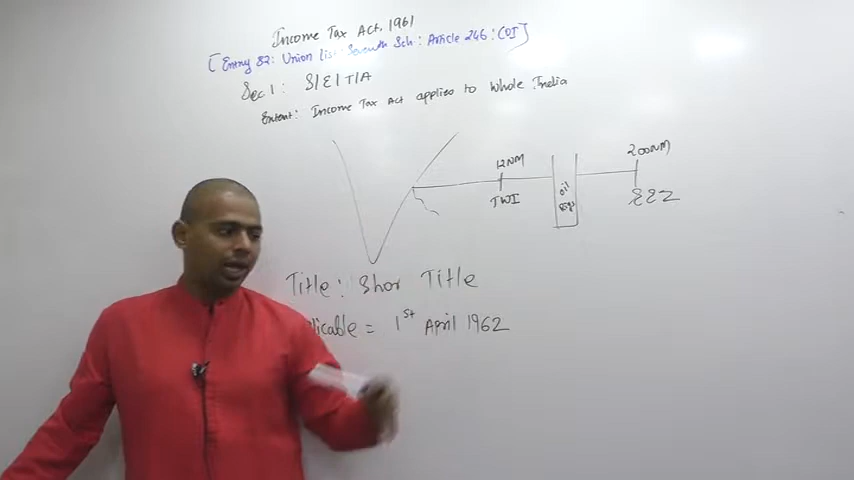 Income Tax Act, 1961
[Entry 82: Union list: Seventh Sch: Article 246: COI]
Sec 1: S/E/T/A
Extent: Income Tax Act applies to Whole India
12NM
200NM
TWI
oil
EEZ
Title: Shor Title
licable = 1st April 1962